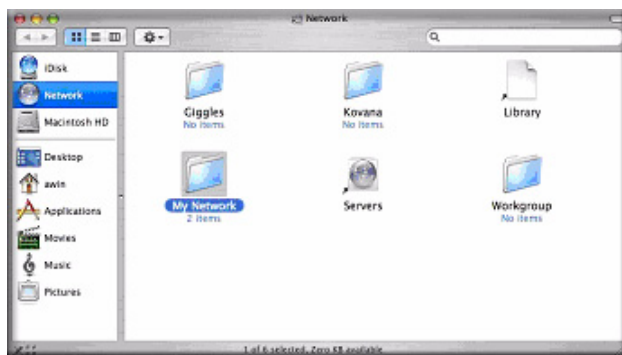 Network
iDisk
Network
Macintosh HD
Desktop
awin
Applications
Movies
Music
Pictures
Giggles
No items
Kovana
No items
Library
My Network
2 items
Servers
Workgroup
No items
1 of 6 selected, Zero KB available